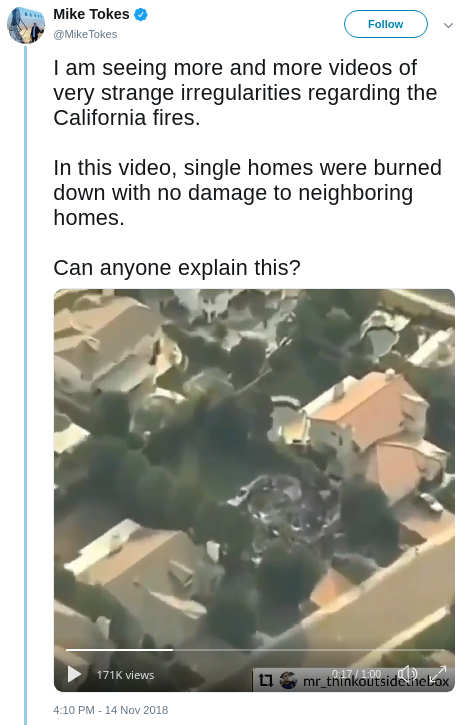 Mike Tokes
@MikeTokes
Follow
I am seeing more and more videos of
very strange irregularities regarding the
California fires.
In this video, single homes were burned
down with no damage to neighboring
homes.
Can anyone explain this?
171K views
0:17 / 1:00
mr_thinkoutsidethebox
4:10 PM - 14 Nov 2018